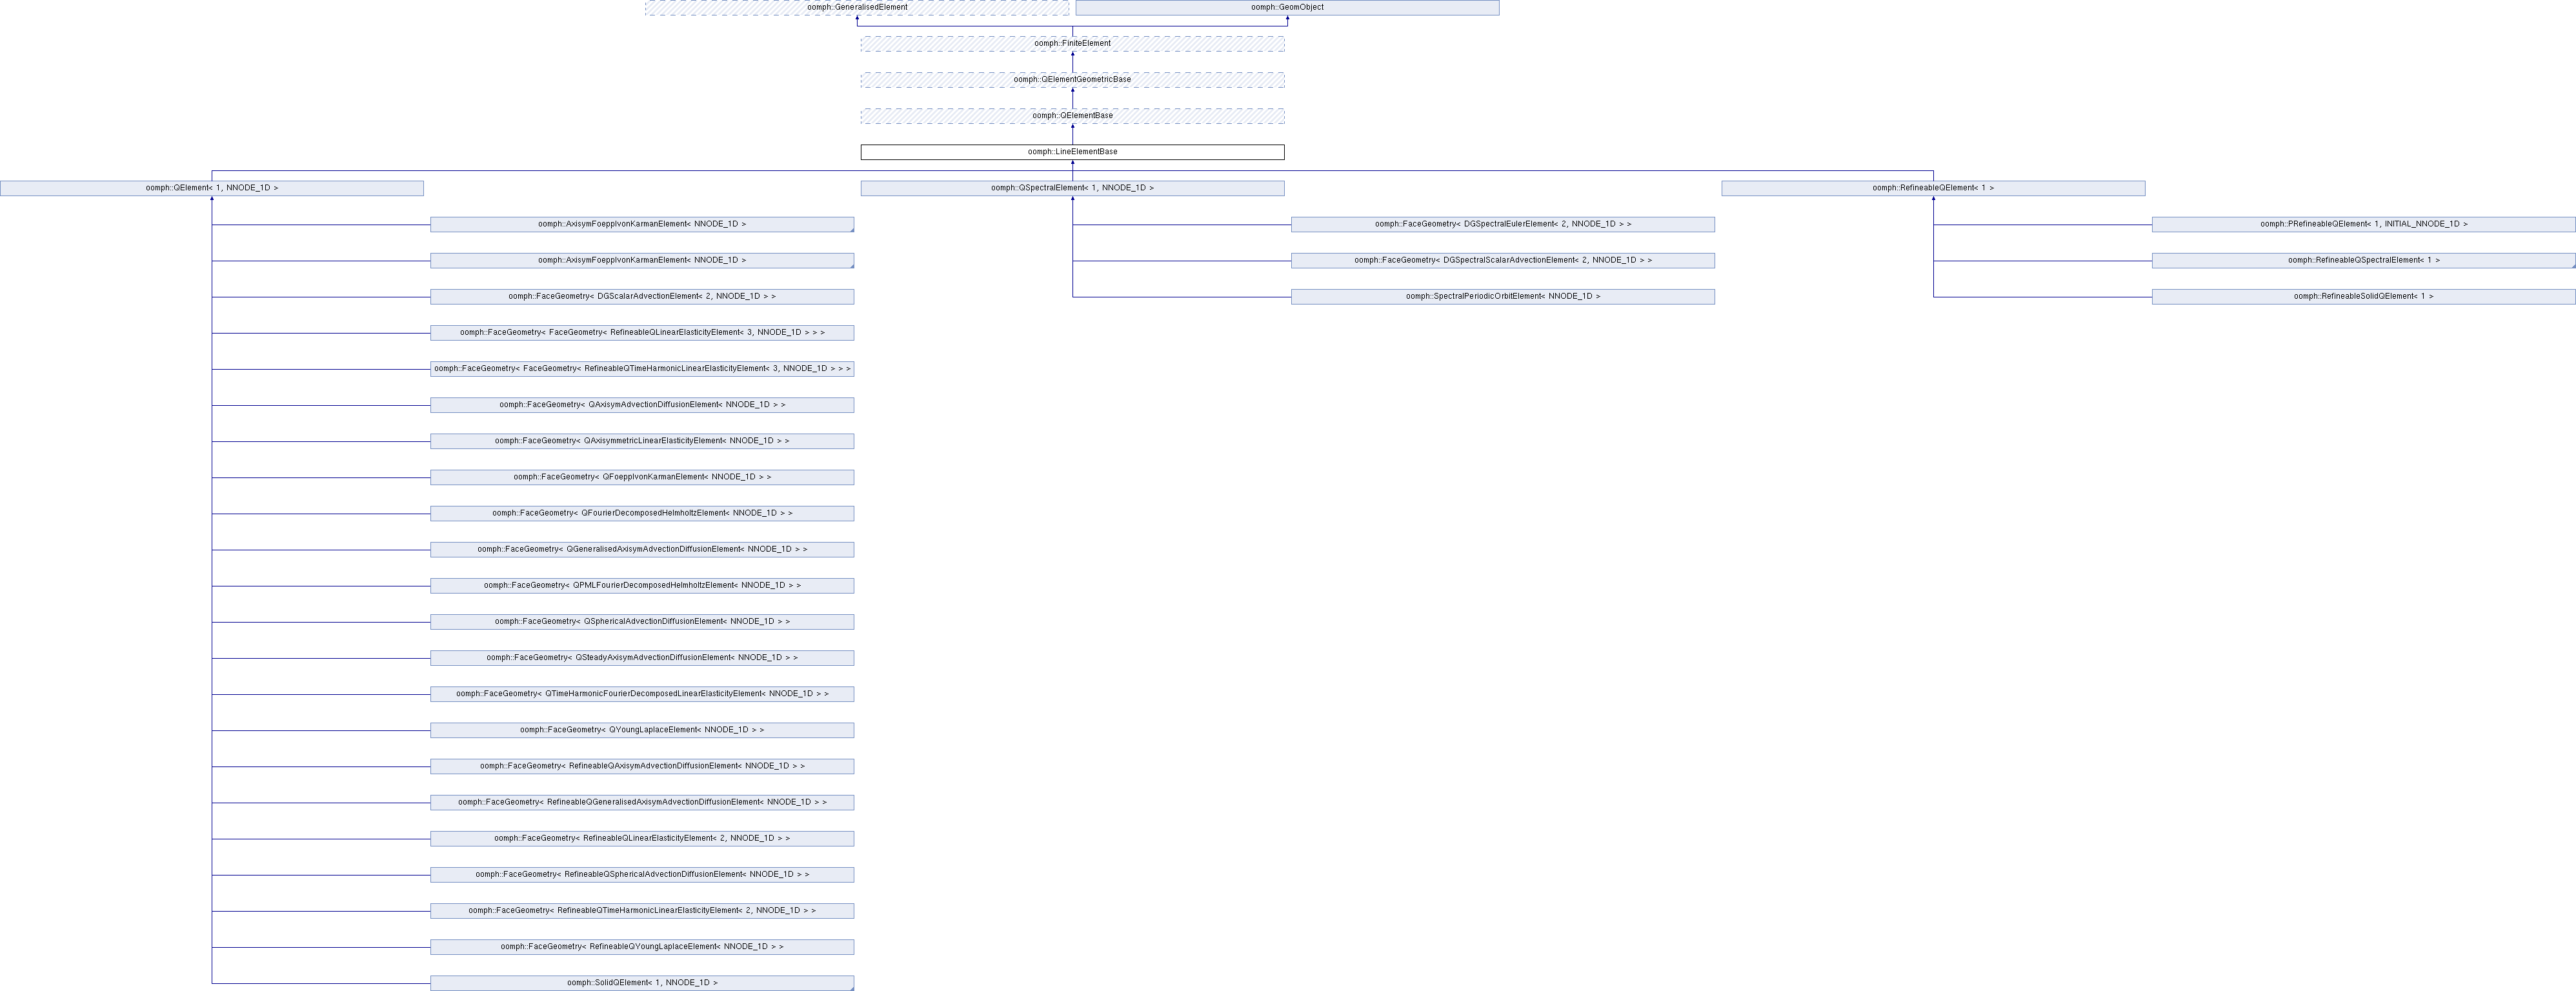 oomph::GeneralisedElement
oomph::GeomObject
oomph::FiniteElement
oomph::QElementGeometricBase
oomph::QElementBase
oomph::LineElementBase
oomph::QElement< 1, NNODE_1D >
oomph::QSpectralElement< 1, NNODE_1D >
oomph::RefineableQElement< 1 >
oomph::AxisymFoepplvonKarmanElement< NNODE_1D >
oomph::FaceGeometry< DGSpectralEulerElement< 2, NNODE_1D > >
oomph::PRefineableQElement< 1, INITIAL_NNODE_1D >
oomph::AxisymFoepplvonKarmanElement< NNODE_1D >
oomph::FaceGeometry< DGSpectralScalarAdvectionElement< 2, NNODE_1D > >
oomph::RefineableQSpectralElement< 1 >
oomph::FaceGeometry< DGScalarAdvectionElement< 2, NNODE_1D > >
oomph::SpectralPeriodicOrbitElement< NNODE_1D >
oomph::RefineableSolidQElement< 1 >
oomph::FaceGeometry< FaceGeometry< RefineableQLinearElasticityElement< 3, NNODE_1D > > >
oomph::FaceGeometry< FaceGeometry< RefineableQTimeHarmonicLinearElasticityElement< 3, NNODE_1D > > >
oomph::FaceGeometry< QAxisymAdvectionDiffusionElement< NNODE_1D > >
oomph::FaceGeometry< QAxisymmetricLinearElasticityElement< NNODE_1D > >
oomph::FaceGeometry< QFoepplvonKarmanElement< NNODE_1D > >
oomph::FaceGeometry< QFourierDecomposedHelmholtzElement< NNODE_1D > >
oomph::FaceGeometry< QGeneralisedAxisymAdvectionDiffusionElement< NNODE_1D > >
oomph::FaceGeometry< QPMLFourierDecomposedHelmholtzElement< NNODE_1D > >
oomph::FaceGeometry< QSphericalAdvectionDiffusionElement< NNODE_1D > >
oomph::FaceGeometry< QSteadyAxisymAdvectionDiffusionElement< NNODE_1D > >
oomph::FaceGeometry< QTimeHarmonicFourierDecomposedLinearElasticityElement< NNODE_1D > >
oomph::FaceGeometry< QYoungLaplaceElement< NNODE_1D > >
oomph::FaceGeometry< RefineableQAxisymAdvectionDiffusionElement< NNODE_1D > >
oomph::FaceGeometry< RefineableQGeneralisedAxisymAdvectionDiffusionElement< NNODE_1D > >
oomph::FaceGeometry< RefineableQLinearElasticityElement< 2, NNODE_1D > >
oomph::FaceGeometry< RefineableQSphericalAdvectionDiffusionElement< NNODE_1D > >
oomph::FaceGeometry< RefineableQTimeHarmonicLinearElasticityElement< 2, NNODE_1D > >
oomph::FaceGeometry< RefineableQYoungLaplaceElement< NNODE_1D > >
oomph::SolidQElement< 1, NNODE_1D >